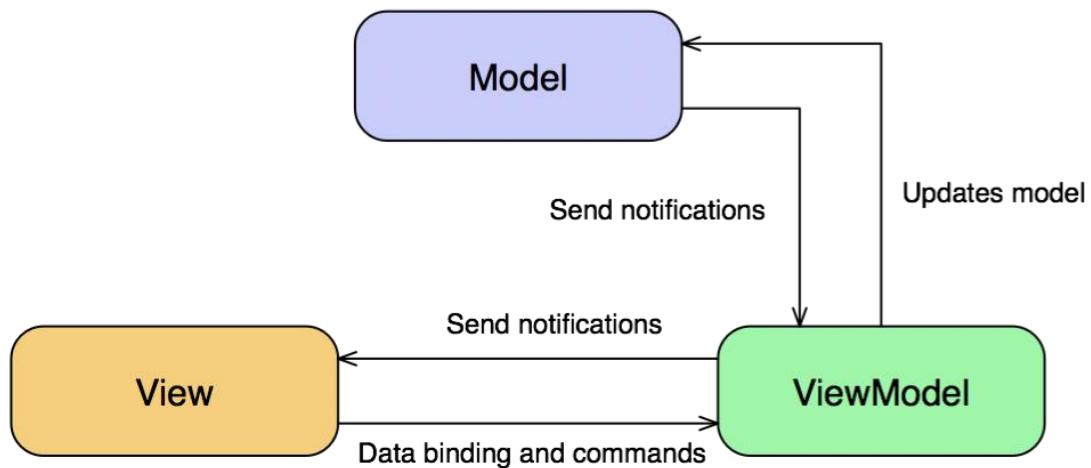 Model
Send notifications
Updates model
Send notifications
View
ViewModel
Data binding and commands